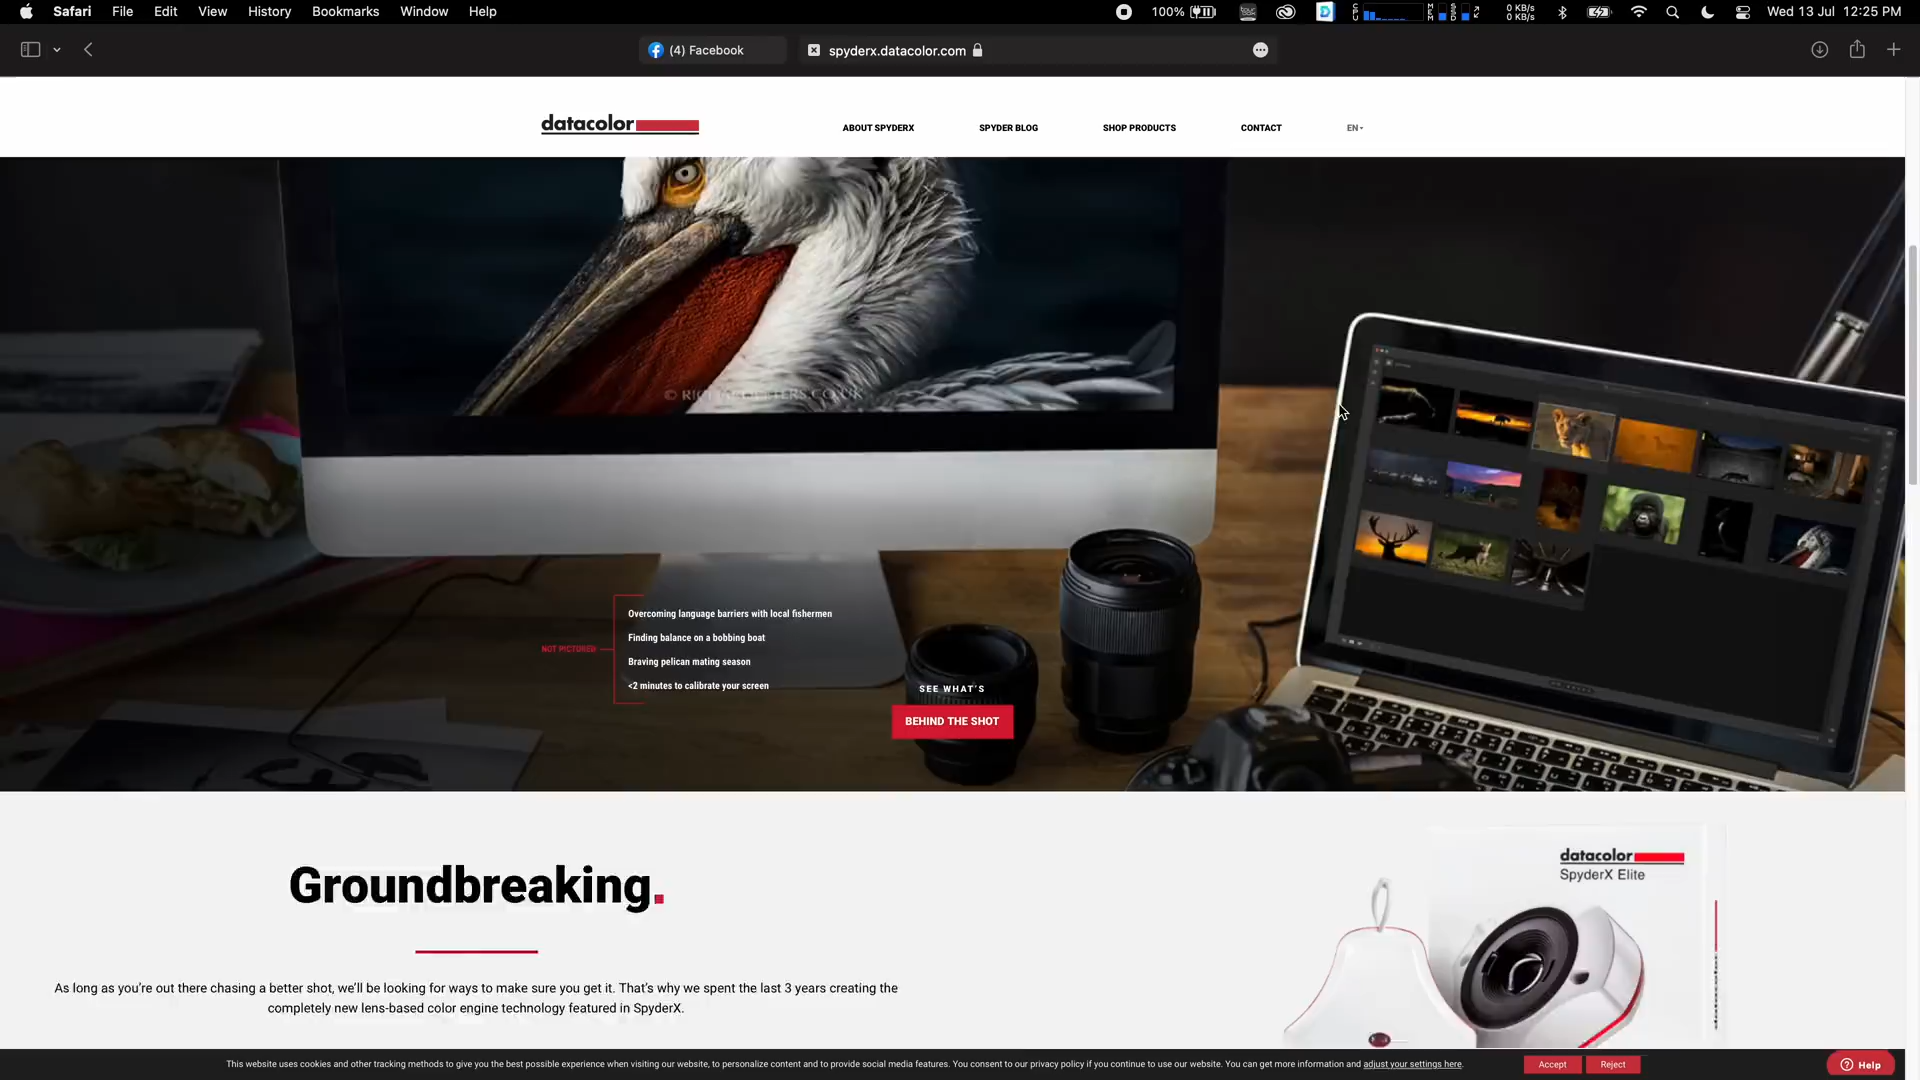 Safari File Edit View History Bookmarks Window Help
100%
0 KB/s
0 KB/s
Wed 13 Jul 12:25 PM
(4) Facebook
spyderx.datacolor.com
datacolor
ABOUT SPYDERX SPYDER BLOG SHOP PRODUCTS CONTACT EN
NOT PICTURED
Overcoming language barriers with local fishermen
Finding balance on a bobbing boat
Braving pelican mating season
<2 minutes to calibrate your screen
SEE WHAT'S
BEHIND THE SHOT
Groundbreaking.
As long as you're out there chasing a better shot, we'll be looking for ways to make sure you get it. That's why we spent the last 3 years creating the
completely new lens-based color engine technology featured in SpyderX.
datacolor
SpyderX Elite
This website uses cookies and other tracking methods to give you the best possible experience when visiting our website, to personalize content and to provide social media features. You consent to our privacy policy if you continue to use our website. You can get more information and adjust your settings here.
Accept
Reject
Help